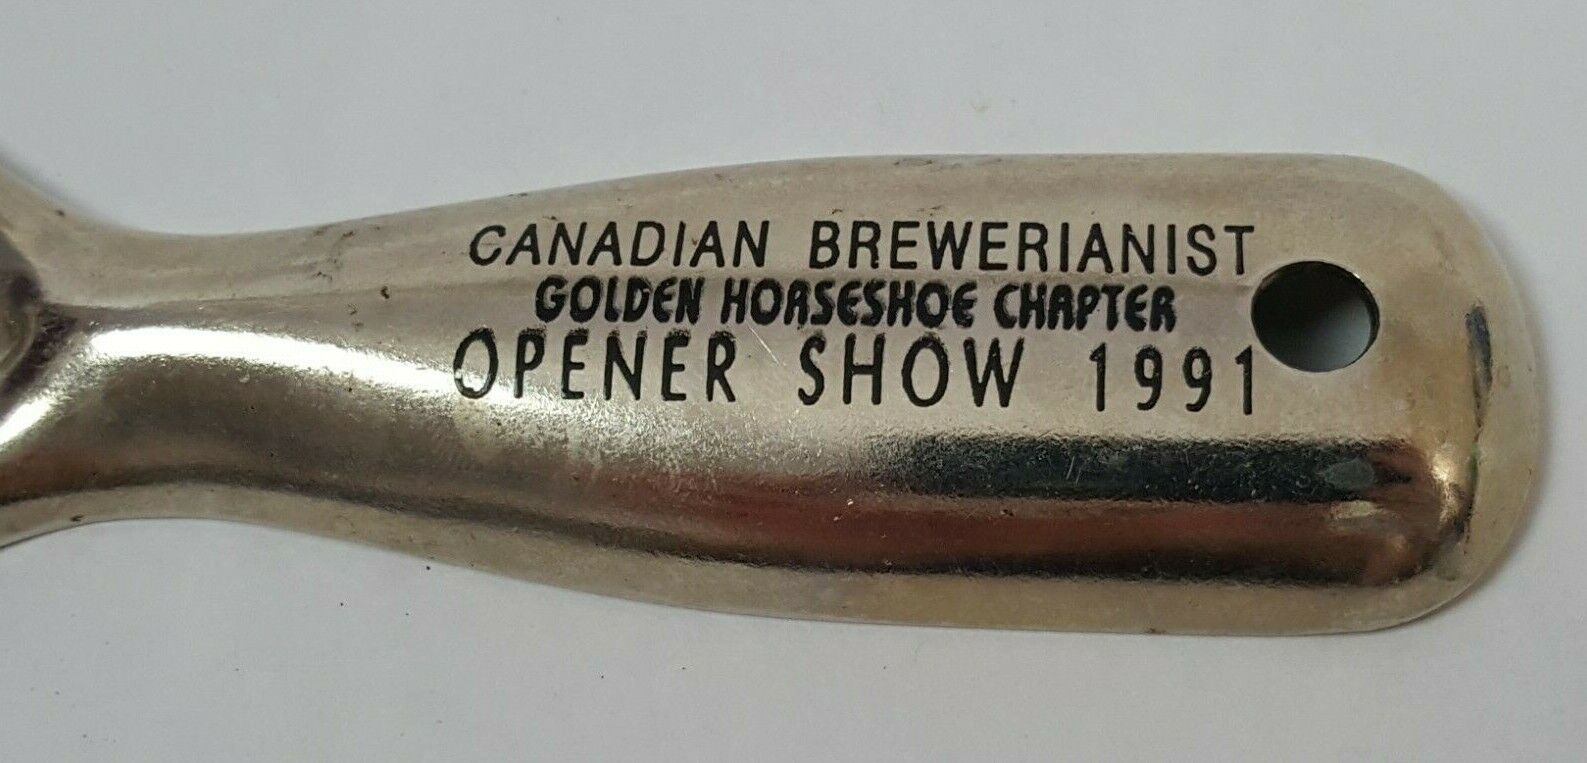 CANADIAN BREWERIANIST
GOLDEN HORSESHOE CHAPTER
OPENER SHOW 1991